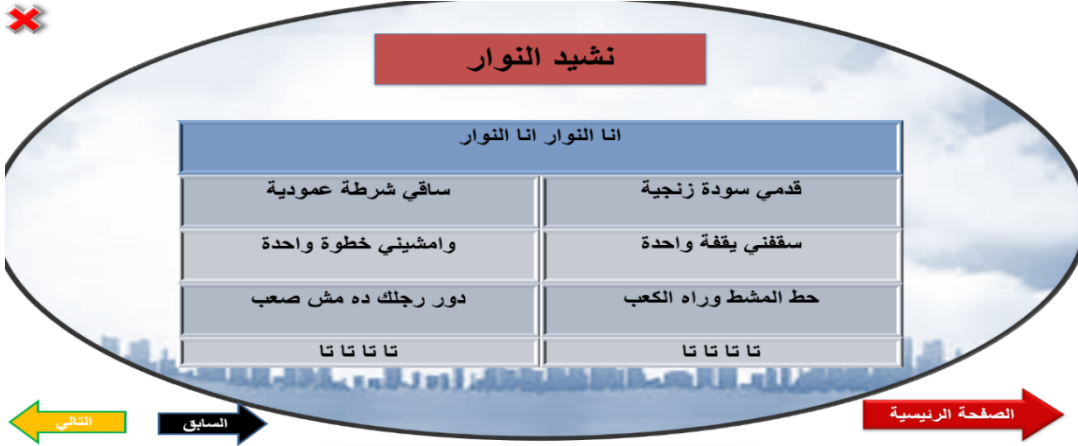 نشيد النوار
انا النوار انا النوار
قدمي سودة زنجية
ساقي شرطة عمودية
سقفني يقفة واحدة
وامشيني خطوة واحدة
حط المشط وراه الكعب
دور رجلك ده مش صعب
تا تا تا تا
تا تا تا تا
الصفحة الرئيسية
السابق
التالي